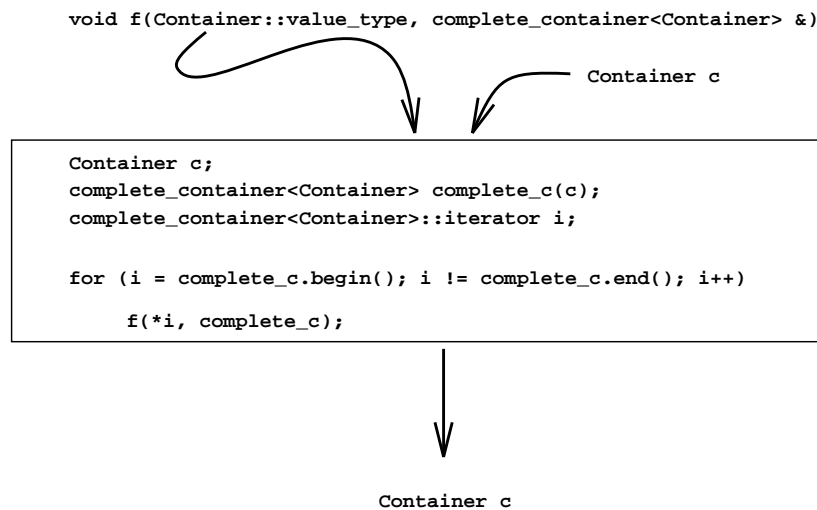 void f(Container::value_type, complete_container<Container> &)
Container c
Container c;
complete_container<Container> complete_c(c);
complete_container<Container>::iterator i;
for (i = complete_c.begin(); i != complete_c.end(); i++)
f(*i, complete_c);
Container c